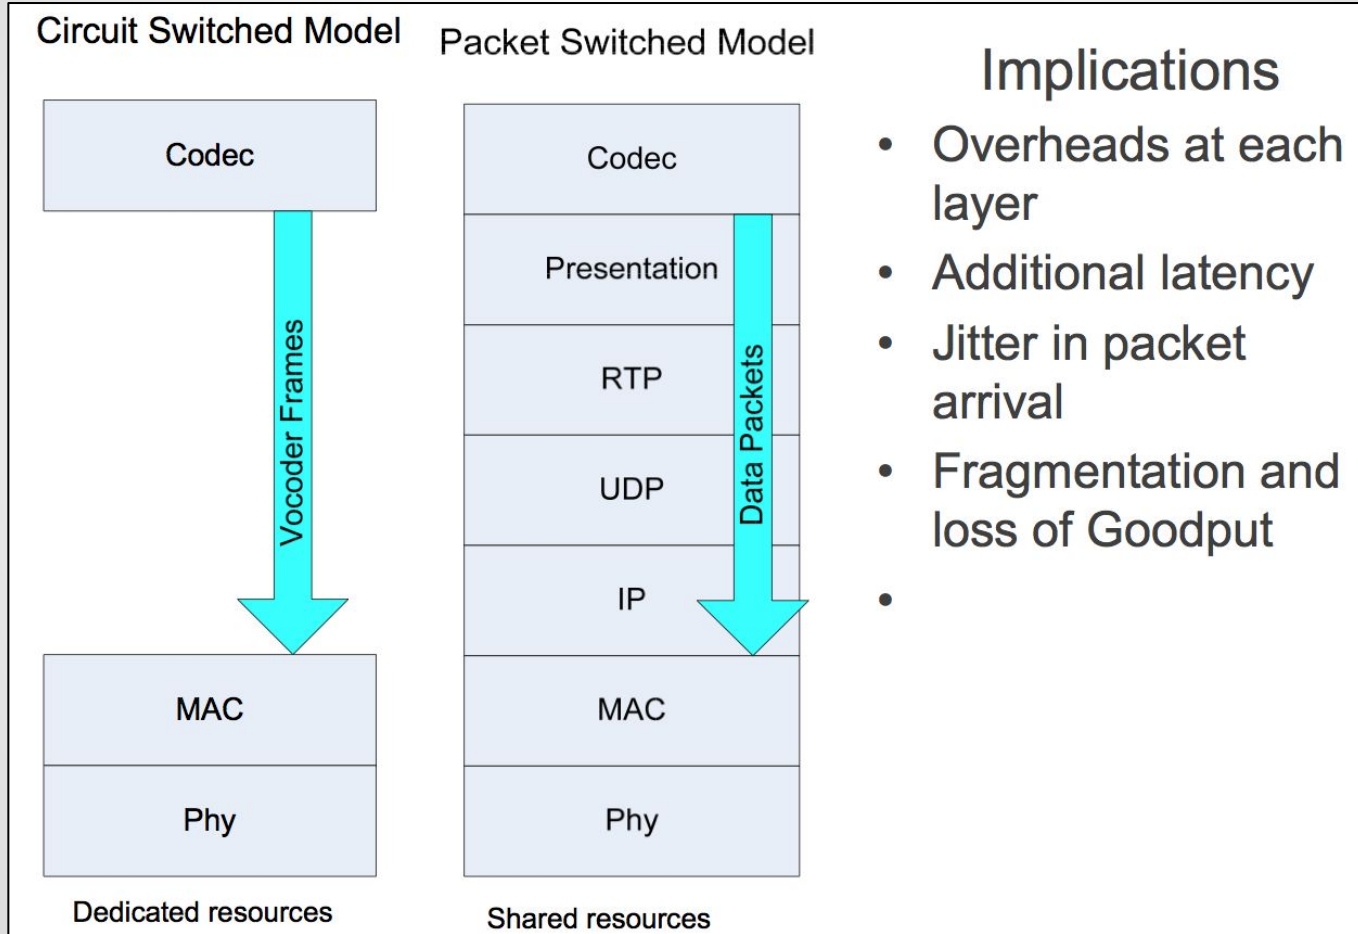 Circuit Switched Model
Codec
Vocoder Frames
MAC
Phy
Dedicated resources
Packet Switched Model
Codec
Presentation
RTP
UDP
IP
Data Packets
MAC
Phy
Shared resources
Implications
• Overheads at each
layer
• Additional latency
• Jitter in packet
arrival
• Fragmentation and
loss of Goodput
•